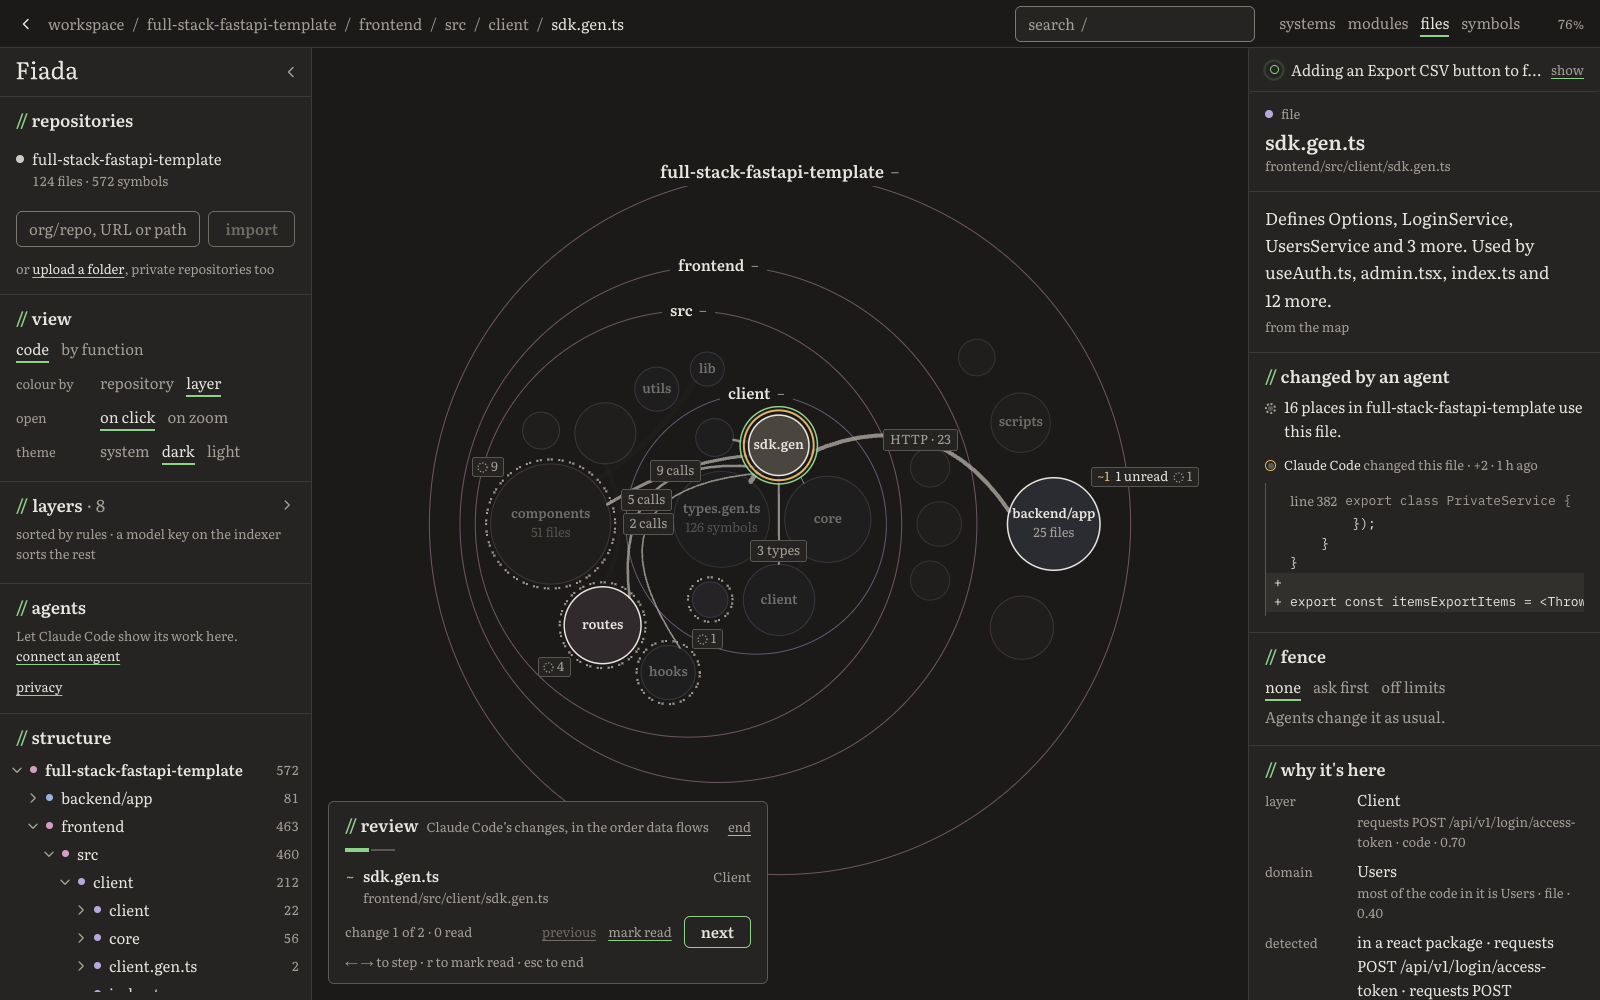 workspace / full-stack-fastapi-template / frontend / src / client / sdk.gen.ts
search /
systems modules files symbols 76%
Fiada
// repositories
full-stack-fastapi-template
124 files · 572 symbols
org/repo, URL or path import
or upload a folder, private repositories too
// view
code by function
colour by repository layer
open on click on zoom
theme system dark light
// layers · 8
sorted by rules · a model key on the indexer
sorts the rest
// agents
Let Claude Code show its work here.
connect an agent
privacy
// structure
full-stack-fastapi-template 572
backend/app 81
frontend 463
src 460
client 212
client 22
core 56
client.gen.ts 2
full-stack-fastapi-template –
frontend –
src –
lib
utils
client –
sdk.gen
scripts
HTTP · 23
9
9 calls
~1 1 unread 1
5 calls
components
51 files
types.gen.ts
126 symbols
core
backend/app
25 files
2 calls
3 types
client
routes
1
4
hooks
// review Claude Code's changes, in the order data flows end
~ sdk.gen.ts Client
frontend/src/client/sdk.gen.ts
change 1 of 2 · 0 read previous mark read next
←→ to step · r to mark read · esc to end
Adding an Export CSV button to f… show
file
sdk.gen.ts
frontend/src/client/sdk.gen.ts
Defines Options, LoginService,
UsersService and 3 more. Used by
useAuth.ts, admin.tsx, index.ts and
12 more.
from the map
// changed by an agent
16 places in full-stack-fastapi-template use
this file.
Claude Code changed this file · +2 · 1 h ago
line 382 export class PrivateService {
});
}
}
+
+ export const itemsExportItems = <Throw
// fence
none ask first off limits
Agents change it as usual.
// why it's here
layer Client
requests POST /api/v1/login/access-
token · code · 0.70
domain Users
most of the code in it is Users · file ·
0.40
detected in a react package · requests
POST /api/v1/login/access-
token · requests POST